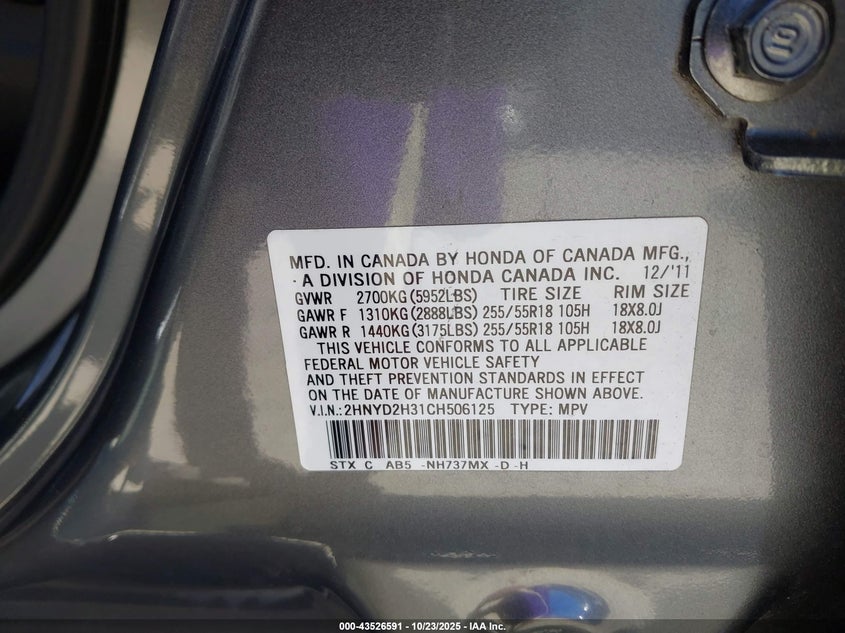 9
MFD. IN CANADA BY HONDA OF CANADA MFG.,
A DIVISION OF HONDA CANADA INC. 12/'11
GVWR 2700KG(5952LBS) TIRE SIZE RIM SIZE
GAWR F 1310KG(2888LBS) 255/55R18 105H 18X8.0J
GAWR R 1440KG(3175LBS) 255/55R18 105H 18X8.0J
THIS VEHICLE CONFORMS TO ALL APPLICABLE
FEDERAL MOTOR VEHICLE SAFETY
AND THEFT PREVENTION STANDARDS IN EFFECT
ON THE DATE OF MANUFACTURE SHOWN ABOVE.
V.I.N.:2HNYD2H31CH506125 TYPE: MPV
STX C AB5 -NH737MX -D -H
000-43526591 - 10/23/2025 - IAA Inc.